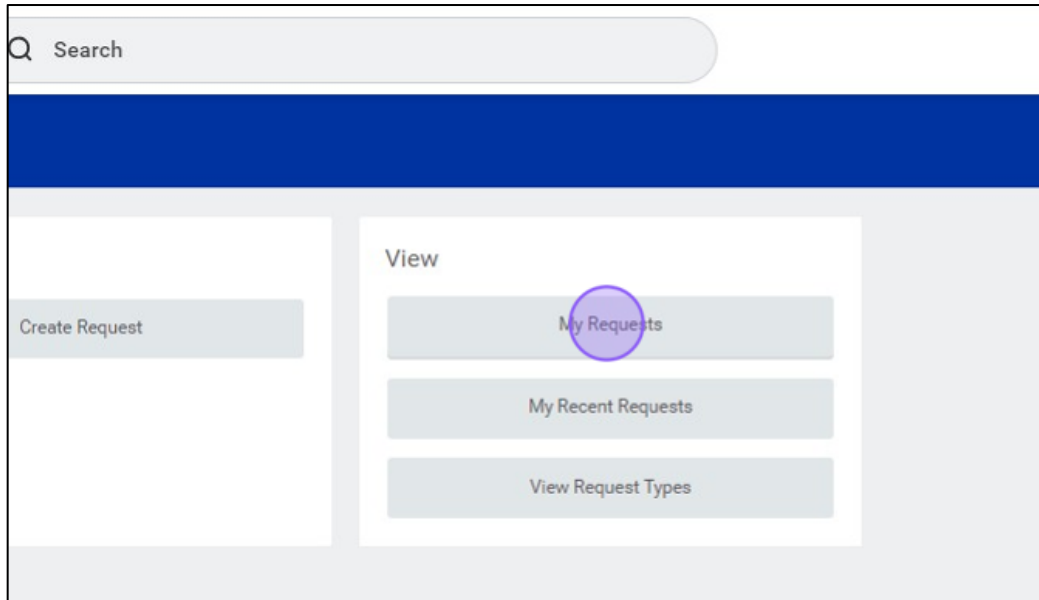 Search
View
Create Request
My Requests
My Recent Requests
View Request Types